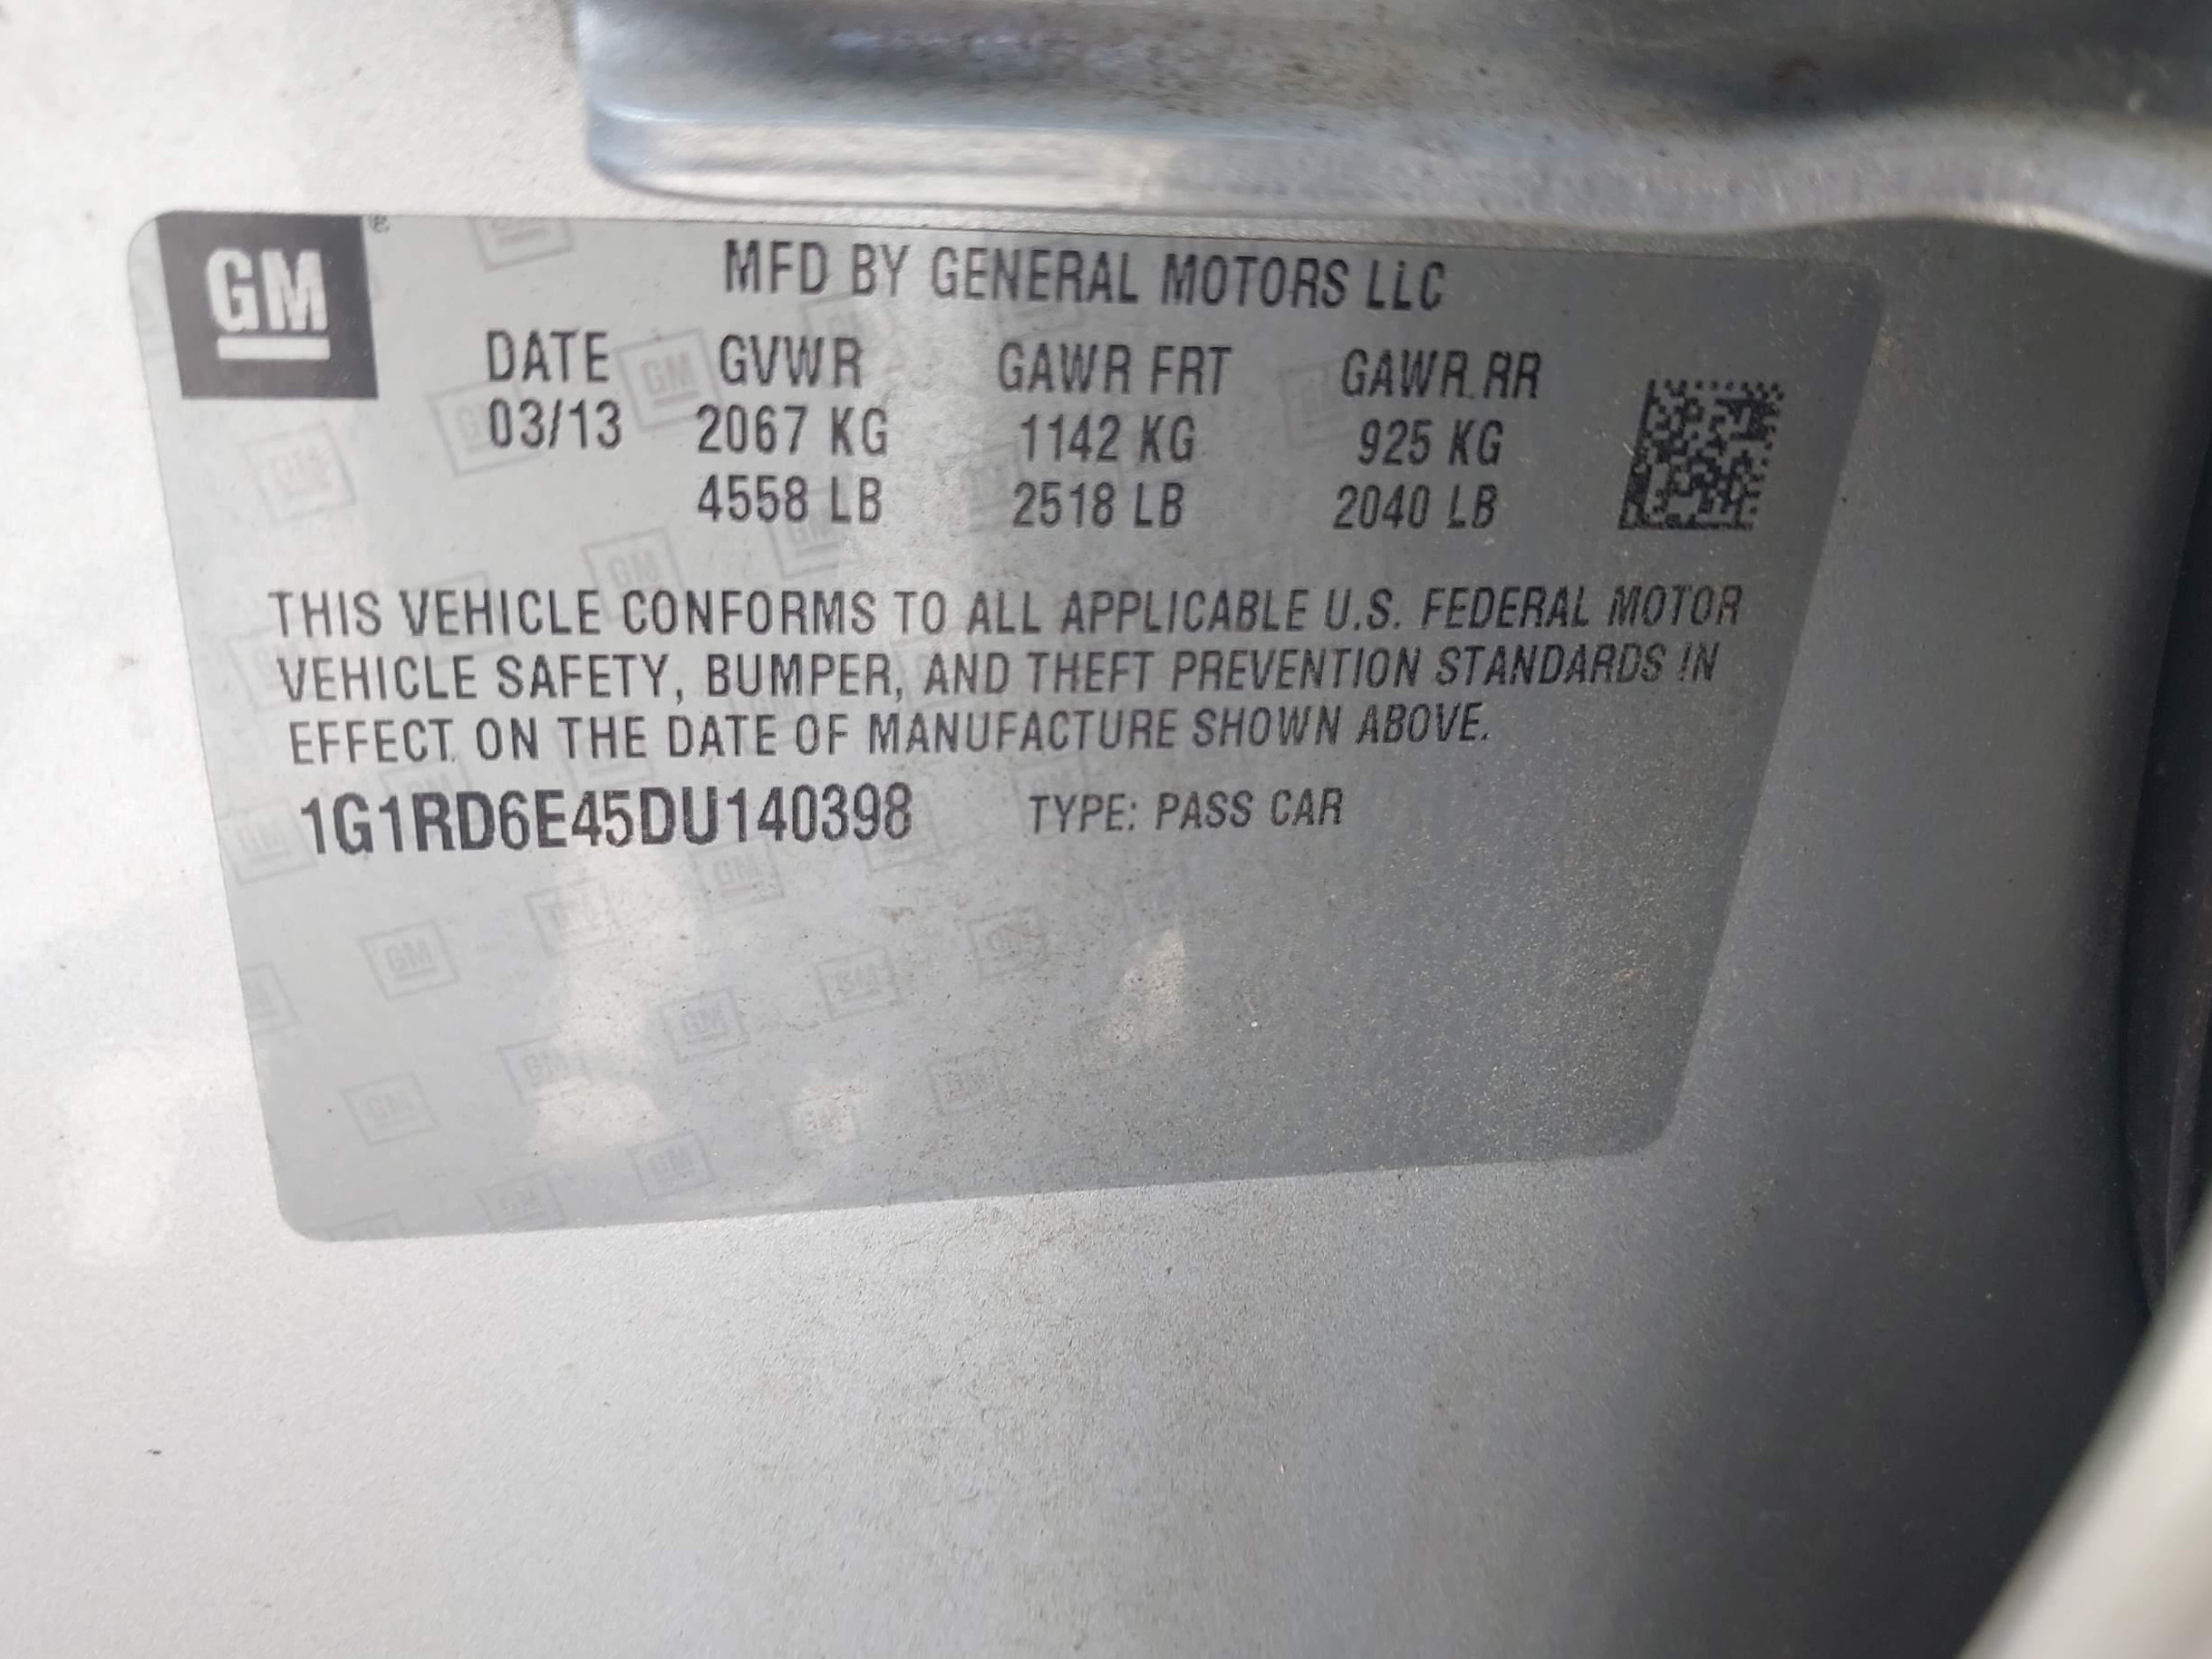 GM
MFD BY GENERAL MOTORS LLC
DATE GVWR GAWR FRT GAWR RR
03/13 2067 KG 1142 KG 925 KG
4558 LB 2518 LB 2040 LB
THIS VEHICLE CONFORMS TO ALL APPLICABLE U.S. FEDERAL MOTOR
VEHICLE SAFETY, BUMPER, AND THEFT PREVENTION STANDARDS IN
EFFECT ON THE DATE OF MANUFACTURE SHOWN ABOVE.
1G1RD6E45DU140398 TYPE: PASS CAR